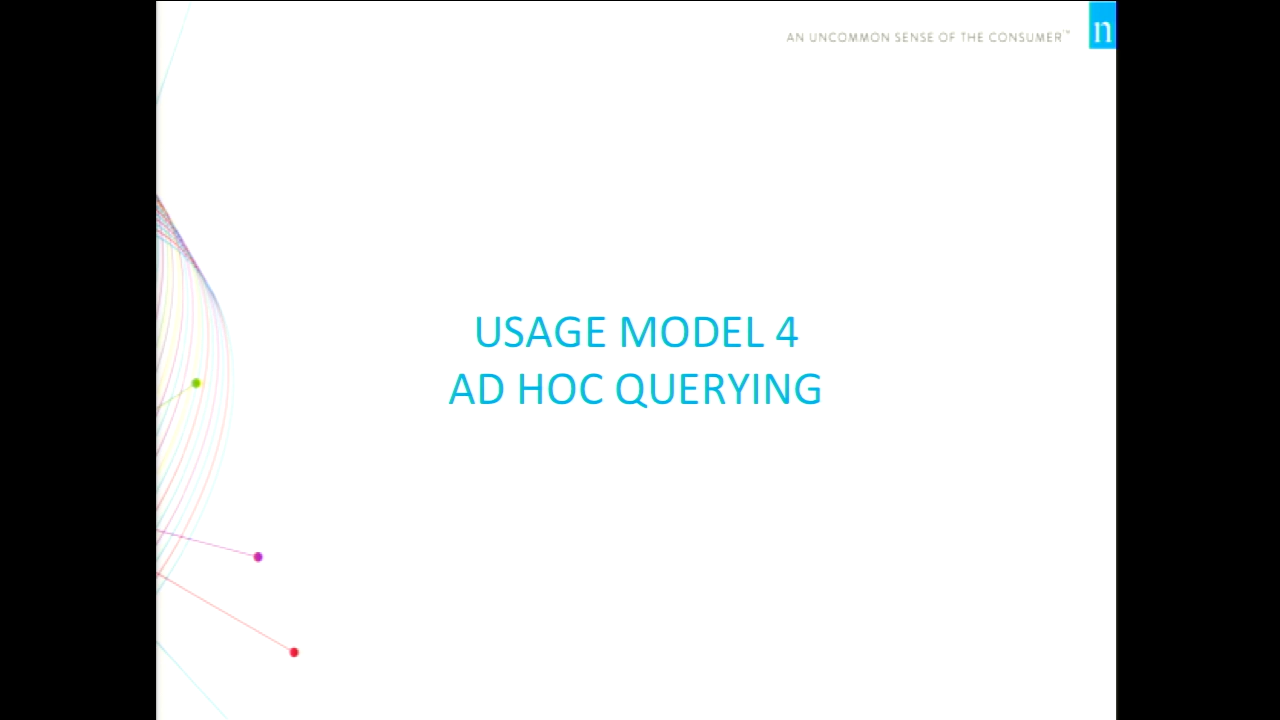 AN UNCOMMON SENSE OF THE CONSUMER™
n
USAGE MODEL 4
AD HOC QUERYING